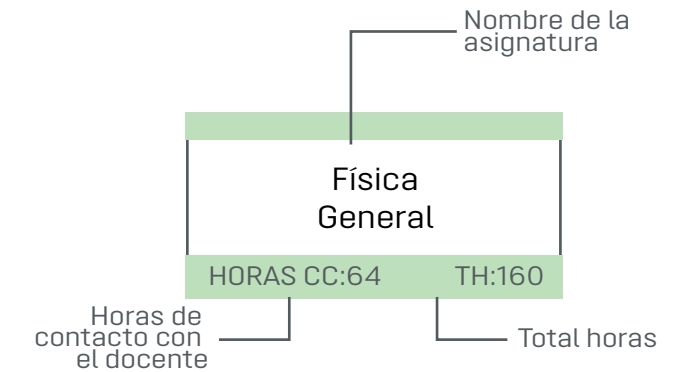 Nombre de la
asignatura
Física
General
HORAS CC:64 TH:160
Horas de
contacto con
el docente
Total horas